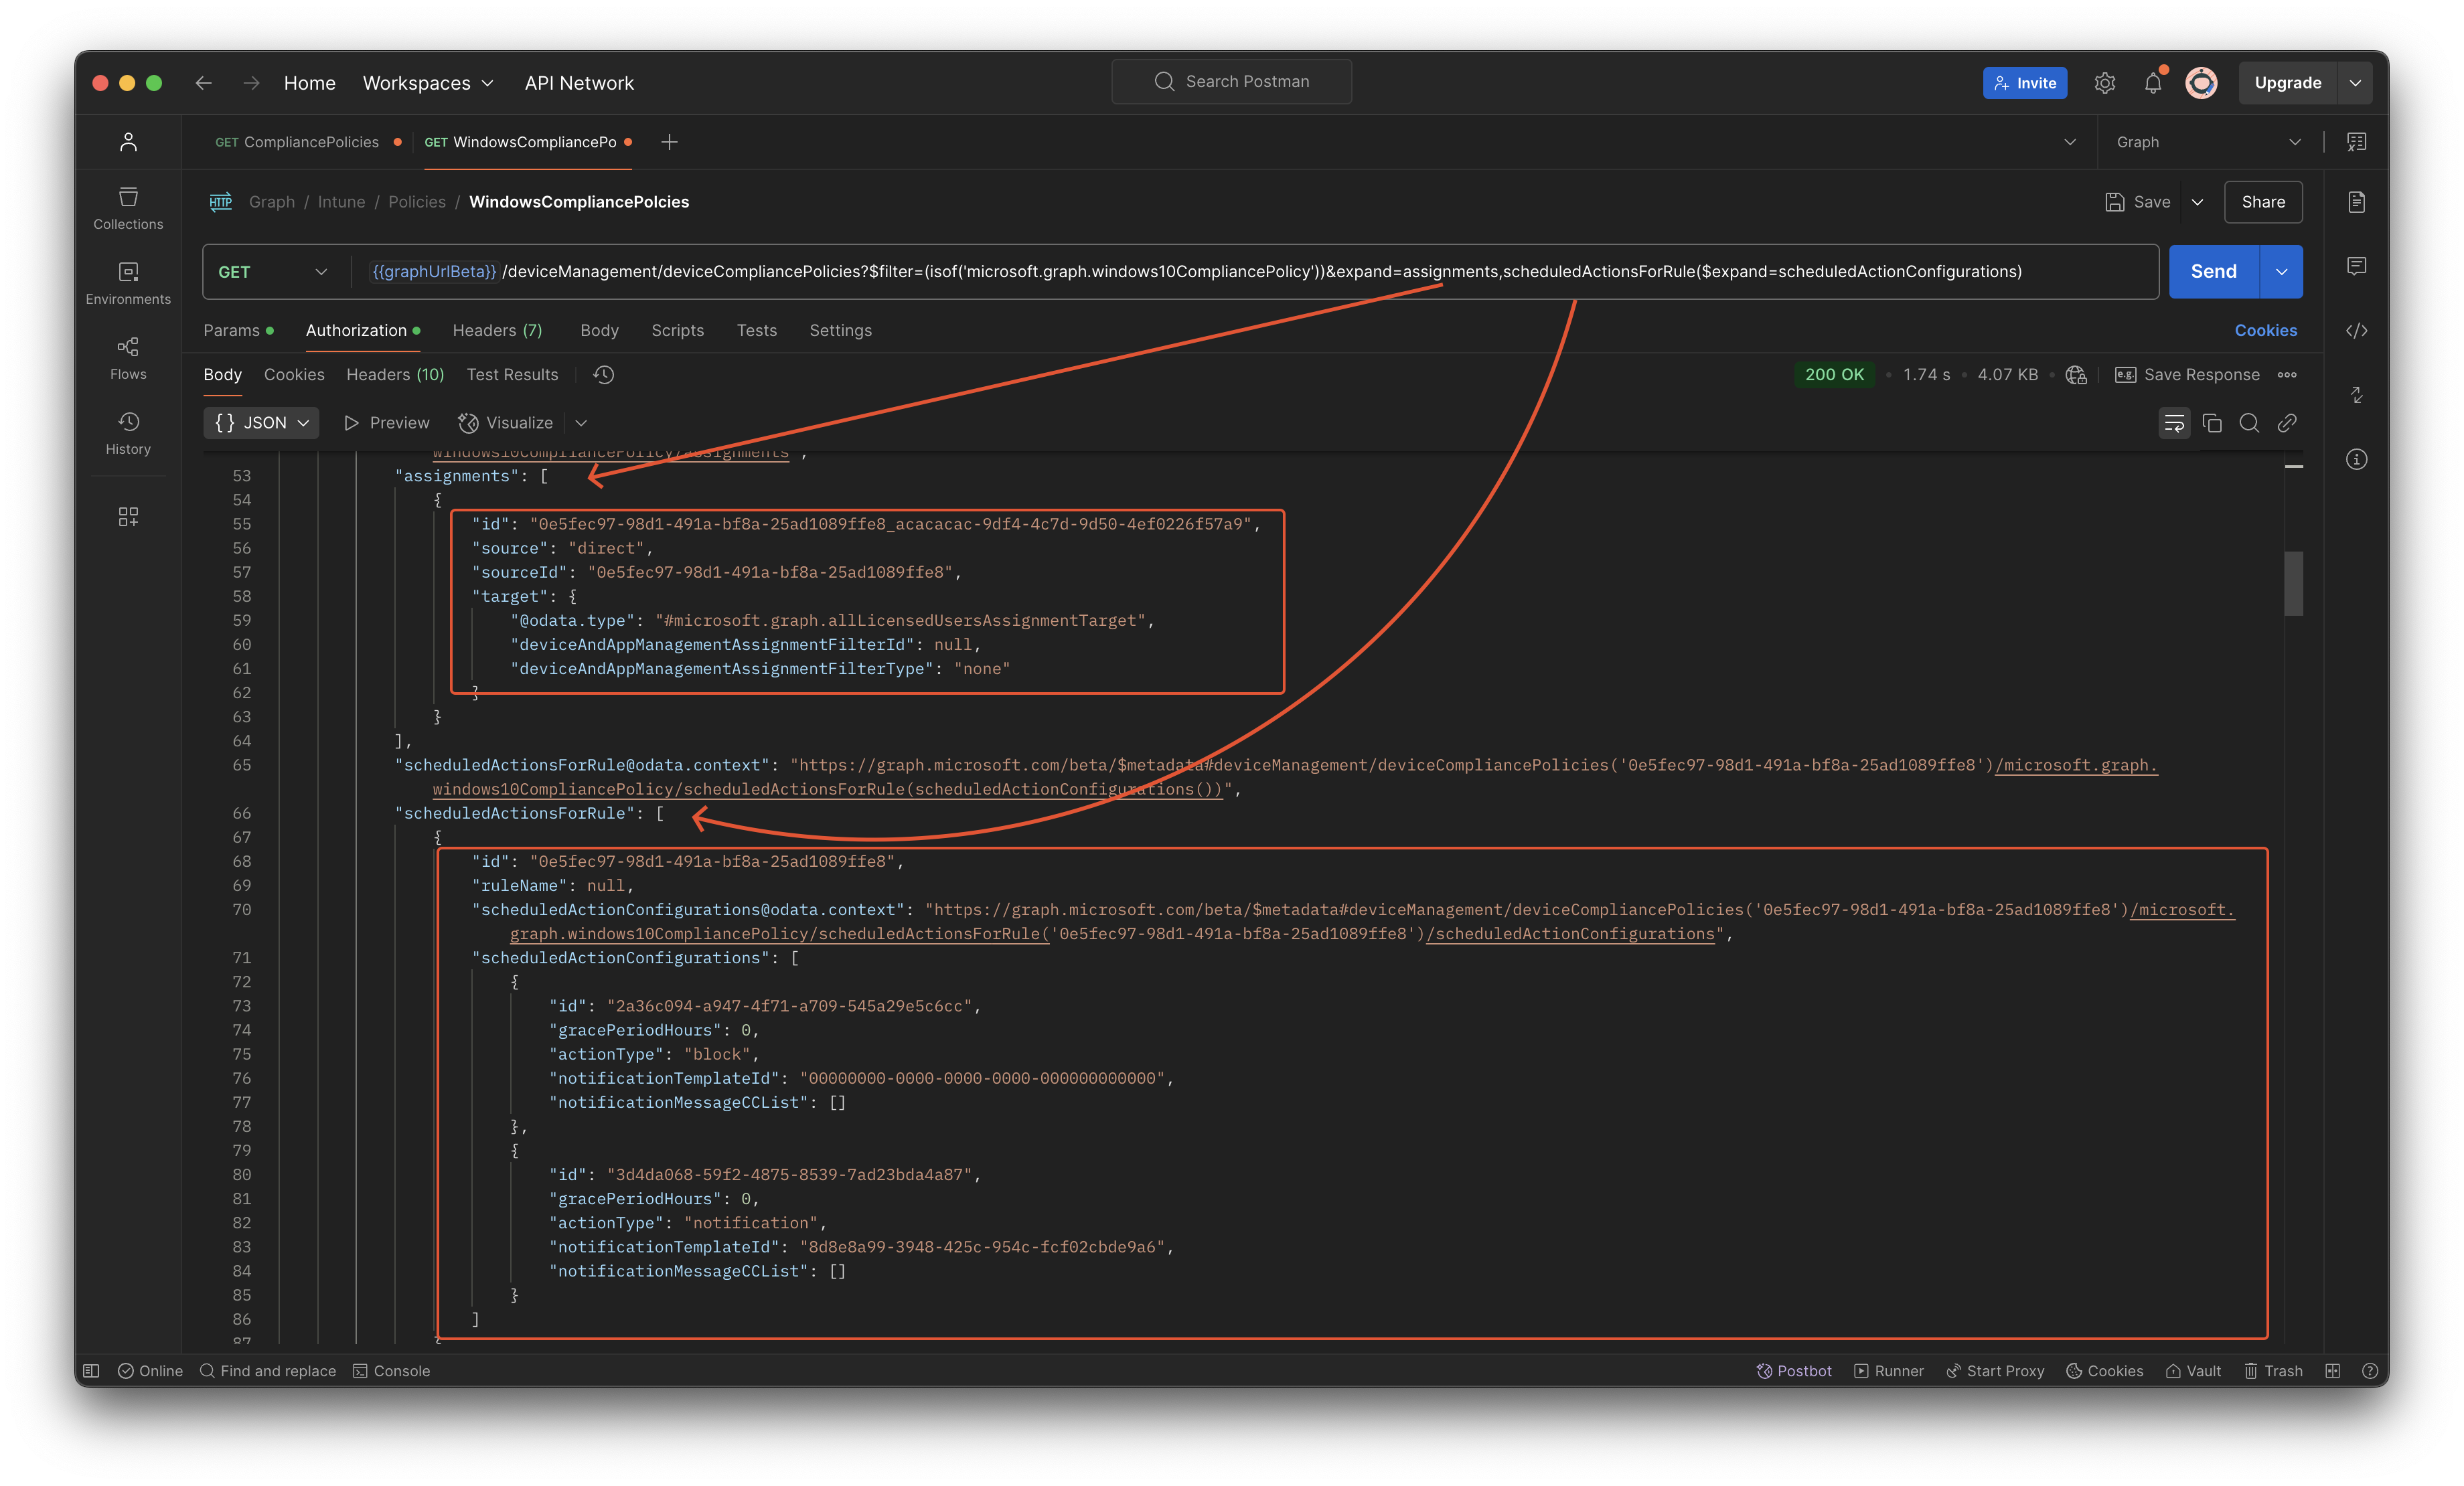 Home
Workspaces
API Network
Search Postman
Invite
Upgrade
GET CompliancePolicies
GET WindowsCompliancePo
Graph
Collections
Environments
Flows
History
HTTP
Graph / Intune / Policies / WindowsCompliancePolcies
Save
Share
GET
{{graphUrlBeta}} /deviceManagement/deviceCompliancePolicies?$filter=(isof('microsoft.graph.windows10CompliancePolicy'))&expand=assignments,scheduledActionsForRule($expand=scheduledActionConfigurations)
Send
Params
Authorization
Headers (7)
Body
Scripts
Tests
Settings
Cookies
Body
Cookies
Headers (10)
Test Results
200 OK
1.74 s
4.07 KB
e.g. Save Response
{} JSON
Preview
Visualize
windows10CompliancePolicy/assignments",
53 "assignments": [
54 {
55 "id": "0e5fec97-98d1-491a-bf8a-25ad1089ffe8_acacacac-9df4-4c7d-9d50-4ef0226f57a9",
56 "source": "direct",
57 "sourceId": "0e5fec97-98d1-491a-bf8a-25ad1089ffe8",
58 "target": {
59 "@odata.type": "#microsoft.graph.allLicensedUsersAssignmentTarget",
60 "deviceAndAppManagementAssignmentFilterId": null,
61 "deviceAndAppManagementAssignmentFilterType": "none"
62 }
63 }
64 ],
65 "scheduledActionsForRule@odata.context": "https://graph.microsoft.com/beta/$metadata#deviceManagement/deviceCompliancePolicies('0e5fec97-98d1-491a-bf8a-25ad1089ffe8')/microsoft.graph.
windows10CompliancePolicy/scheduledActionsForRule(scheduledActionConfigurations())",
66 "scheduledActionsForRule": [
67 {
68 "id": "0e5fec97-98d1-491a-bf8a-25ad1089ffe8",
69 "ruleName": null,
70 "scheduledActionConfigurations@odata.context": "https://graph.microsoft.com/beta/$metadata#deviceManagement/deviceCompliancePolicies('0e5fec97-98d1-491a-bf8a-25ad1089ffe8')/microsoft.
graph.windows10CompliancePolicy/scheduledActionsForRule('0e5fec97-98d1-491a-bf8a-25ad1089ffe8')/scheduledActionConfigurations",
71 "scheduledActionConfigurations": [
72 {
73 "id": "2a36c094-a947-4f71-a709-545a29e5c6cc",
74 "gracePeriodHours": 0,
75 "actionType": "block",
76 "notificationTemplateId": "00000000-0000-0000-0000-000000000000",
77 "notificationMessageCCList": []
78 },
79 {
80 "id": "3d4da068-59f2-4875-8539-7ad23bda4a87",
81 "gracePeriodHours": 0,
82 "actionType": "notification",
83 "notificationTemplateId": "8d8e8a99-3948-425c-954c-fcf02cbde9a6",
84 "notificationMessageCCList": []
85 }
86 ]
87 }
Online
Find and replace
Console
Postbot
Runner
Start Proxy
Cookies
Vault
Trash